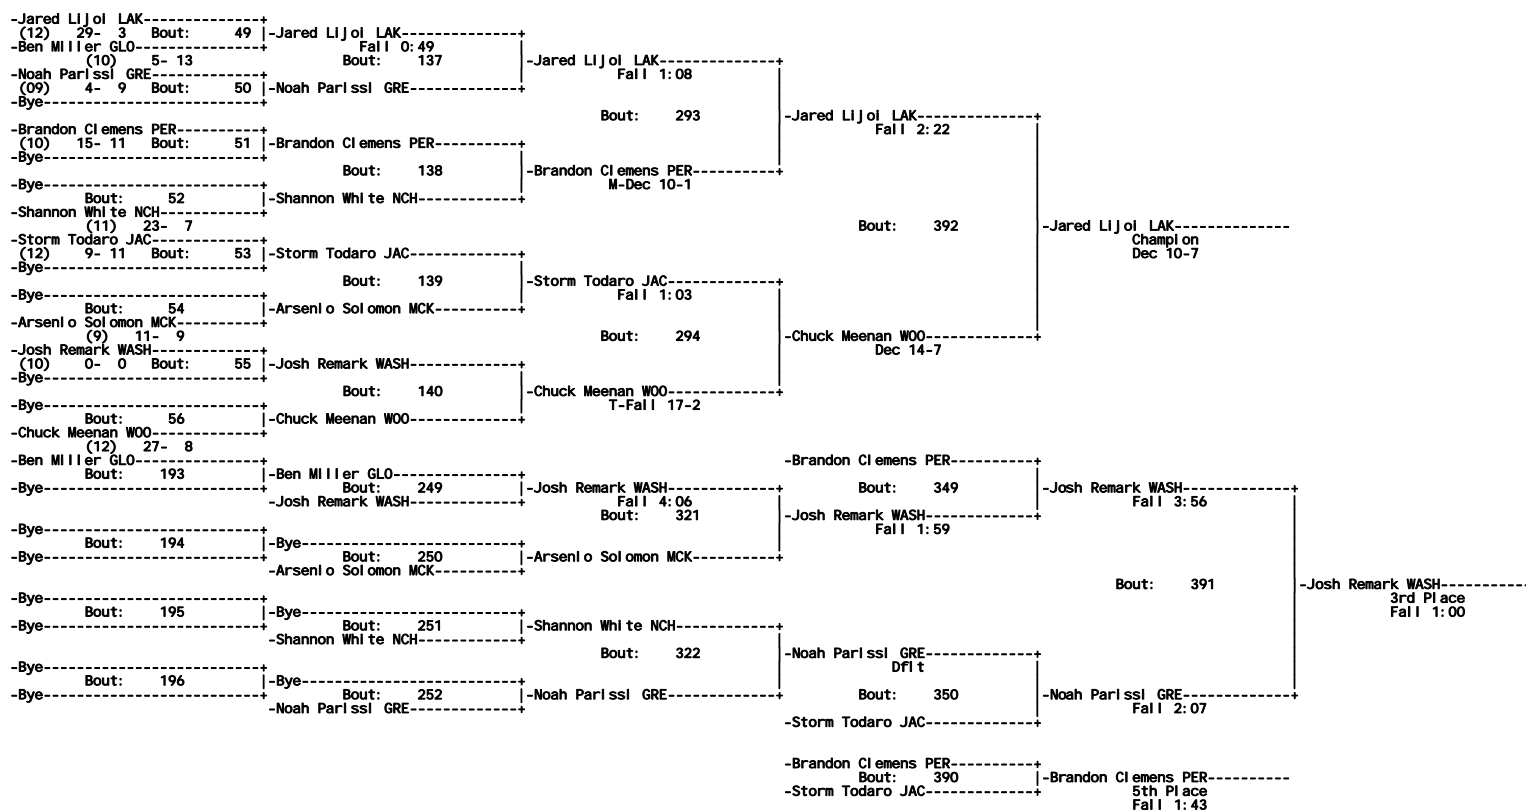 -Jared Lijoi LAK--------------+
(12) 29- 3 Bout: 49 |-Jared Lijoi LAK--------------+
-Ben Miller GLO---------------+ Fall 0:49
(10) 5- 13 Bout: 137 |-Jared Lijoi LAK--------------+
-Noah Parissi GRE-------------+ Fall 1:08
(09) 4- 9 Bout: 50 |-Noah Parissi GRE-------------+
-Bye--------------------------+
Bout: 293 |-Jared Lijoi LAK--------------+
-Brandon Clemens PER----------+ Fall 2:22
(10) 15- 11 Bout: 51 |-Brandon Clemens PER----------+
-Bye--------------------------+
Bout: 138 |-Brandon Clemens PER----------+
-Bye--------------------------+ M-Dec 10-1
Bout: 52 |-Shannon White NCH------------+
-Shannon White NCH------------+
(11) 23- 7 Bout: 392 |-Jared Lijoi LAK--------------
-Storm Todaro JAC-------------+ Champion
(12) 9- 11 Bout: 53 |-Storm Todaro JAC-------------+ Dec 10-7
-Bye--------------------------+
Bout: 139 |-Storm Todaro JAC-------------+
-Bye--------------------------+ Fall 1:03
Bout: 54 |-Arsenio Solomon MCK----------+
-Arsenio Solomon MCK----------+
(9) 11- 9 Bout: 294 |-Chuck Meenan WOO-------------+
-Josh Remark WASH-------------+ Dec 14-7
(10) 0- 0 Bout: 55 |-Josh Remark WASH-------------+
-Bye--------------------------+
Bout: 140 |-Chuck Meenan WOO-------------+
-Bye--------------------------+ T-Fall 17-2
Bout: 56 |-Chuck Meenan WOO-------------+
-Chuck Meenan WOO-------------+
(12) 27- 8
-Ben Miller GLO---------------+ -Brandon Clemens PER----------+
Bout: 193 |-Ben Miller GLO---------------+
-Bye--------------------------+ Bout: 249 |-Josh Remark WASH-------------+ Bout: 349 |-Josh Remark WASH-------------+
-Josh Remark WASH-------------+ Fall 4:06 Fall 3:56
Bout: 321 |-Josh Remark WASH-------------+
-Bye--------------------------+ Fall 1:59
Bout: 194 |-Bye--------------------------+
-Bye--------------------------+ Bout: 250 |-Arsenio Solomon MCK----------+
-Arsenio Solomon MCK----------+
Bout: 391 |-Josh Remark WASH----------
-Bye--------------------------+ 3rd Place
Bout: 195 |-Bye--------------------------+ Fall 1:00
-Bye--------------------------+ Bout: 251 |-Shannon White NCH------------+
-Shannon White NCH------------+
Bout: 322 |-Noah Parissi GRE-------------+
-Bye--------------------------+ Dflt
Bout: 196 |-Bye--------------------------+
-Bye--------------------------+ Bout: 252 |-Noah Parissi GRE-------------+ Bout: 350 |-Noah Parissi GRE-------------+
-Noah Parissi GRE-------------+ Fall 2:07
-Storm Todaro JAC-------------+
-Brandon Clemens PER----------+
Bout: 390 |-Brandon Clemens PER----------
-Storm Todaro JAC-------------+ 5th Place
Fall 1:43